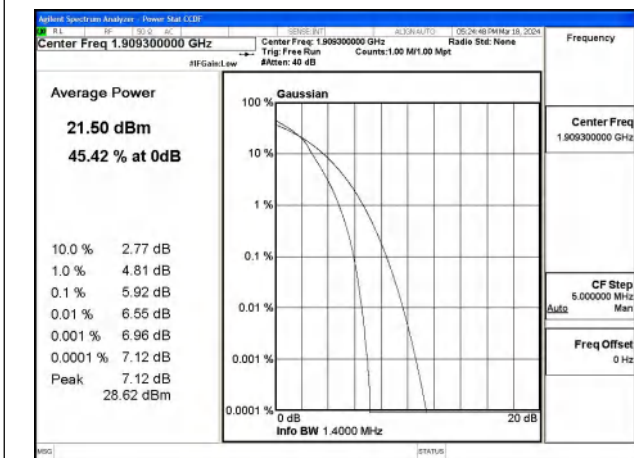 Agilent Spectrum Analyzer - Power Stat CCDF
RL RF 50 Ω AC SENSE:INT ALIGN AUTO 05:24:48 PM Mar 18, 2024
Center Freq 1.909300000 GHz
Center Freq: 1.909300000 GHz Radio Std: None
Trig: Free Run Counts:1.00 M/1.00 Mpt
#IFGain:Low #Atten: 40 dB
Frequency
Average Power
21.50 dBm
45.42 % at 0dB
10.0 % 2.77 dB
1.0 % 4.81 dB
0.1 % 5.92 dB
0.01 % 6.55 dB
0.001 % 6.96 dB
0.0001 % 7.12 dB
Peak 7.12 dB
28.62 dBm
Gaussian
100 %
10 %
1 %
0.1 %
0.01 %
0.001 %
0.0001 %
0 dB 20 dB
Info BW 1.4000 MHz
Center Freq
1.909300000 GHz
CF Step
5.000000 MHz
Auto Man
Freq Offset
0 Hz
MSG STATUS